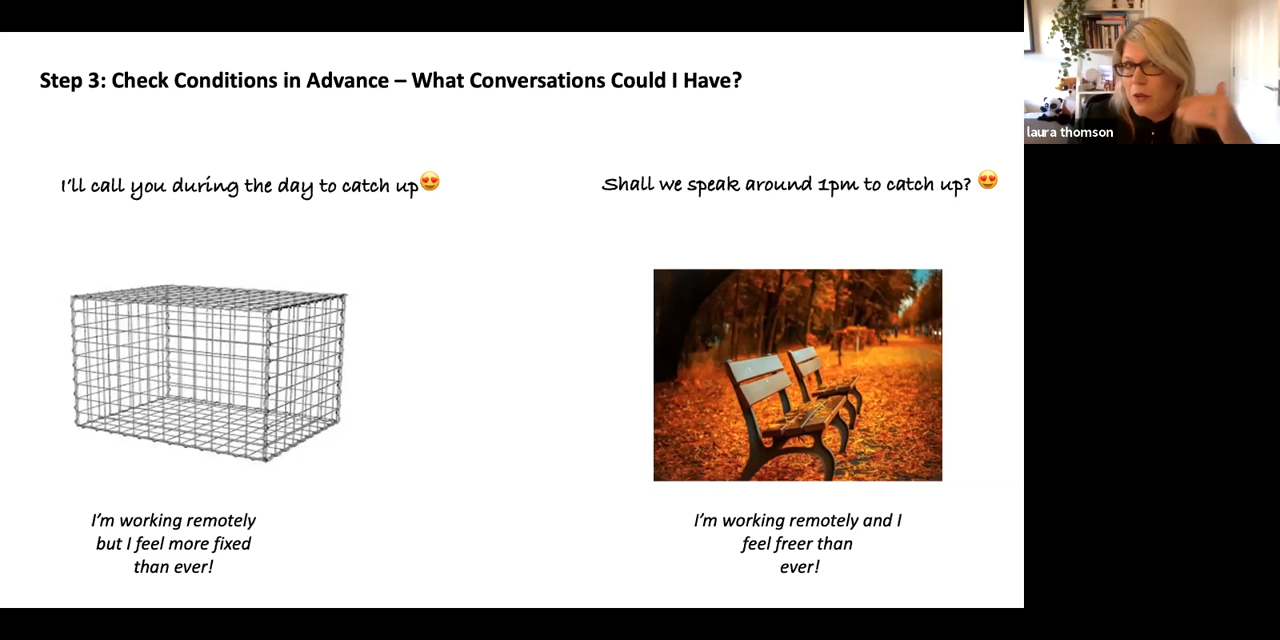 Step 3: Check Conditions in Advance – What Conversations Could I Have?
laura thomson
I'll call you during the day to catch up😍
Shall we speak around 1pm to catch up? 😍
I'm working remotely
but I feel more fixed
than ever!
I'm working remotely and I
feel freer than
ever!